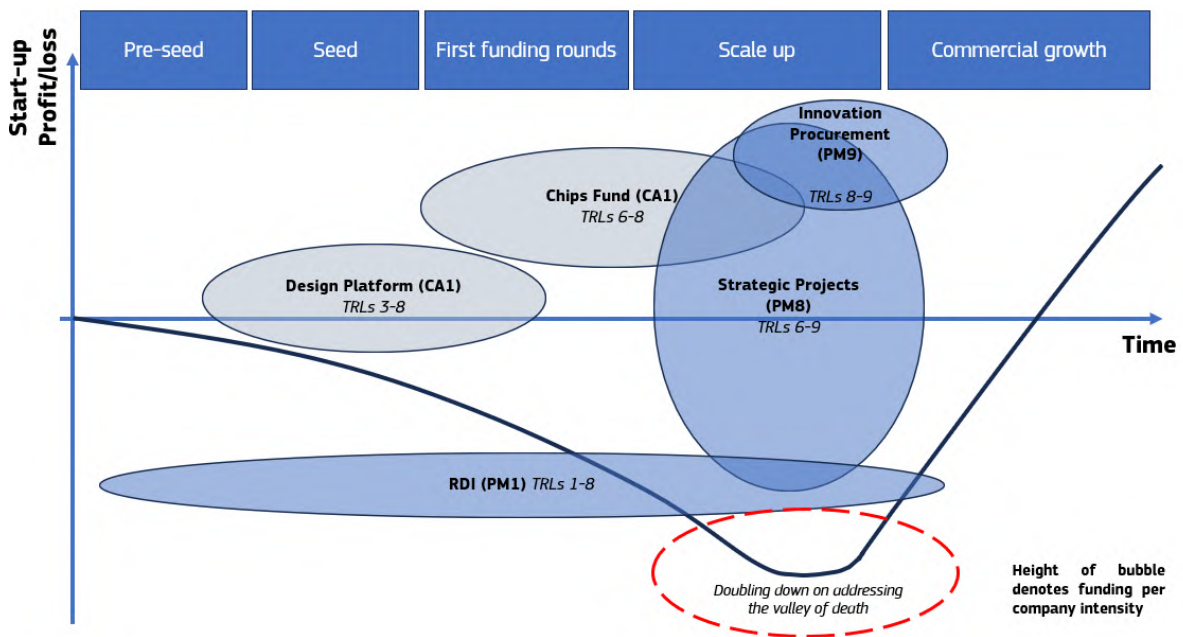 Pre-seed
Seed
First funding rounds
Scale up
Commercial growth
Start-up
Profit/loss
Innovation
Procurement
(PM9)
TRLs 8-9
Chips Fund (CA1)
TRLs 6-8
Design Platform (CA1)
TRLs 3-8
Strategic Projects
(PM8)
TRLs 6-9
Time
RDI (PM1) TRLs 1-8
Doubling down on addressing
the valley of death
Height of bubble
denotes funding per
company intensity